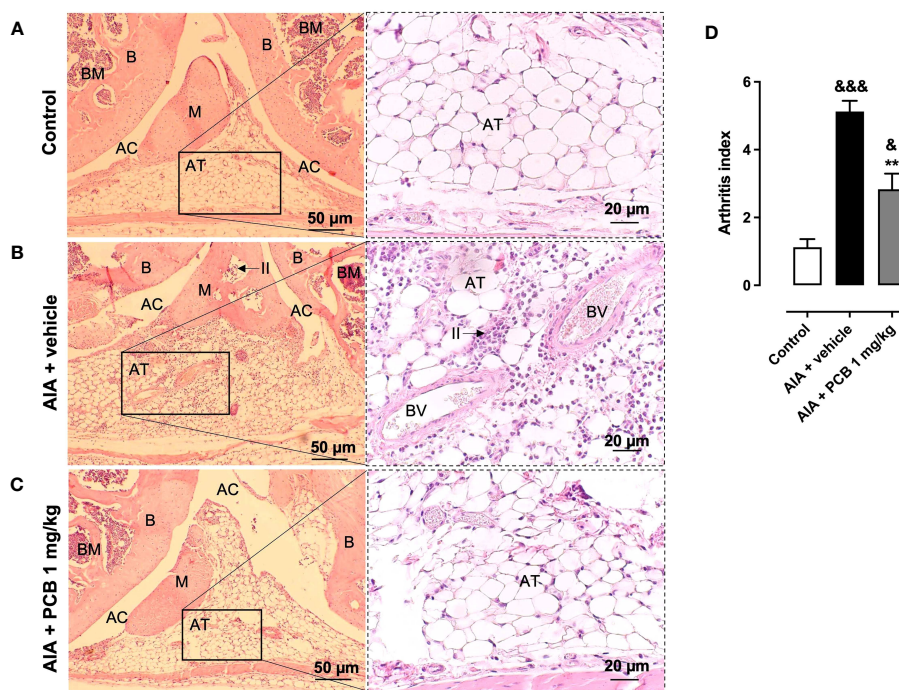 A
Control
BM
B
B
BM
M
AC
AC
AT
50 µm
AT
20 µm
B
AIA + vehicle
B
II
M
B
BM
AC
AC
AT
50 µm
AT
II
BV
BV
20 µm
C
AIA + PCB 1 mg/kg
AC
B
B
BM
M
AC
AT
50 µm
AT
20 µm
D
Arthritis index
6
4
2
0
&&&
&
**
Control
AIA + vehicle
AIA + PCB 1 mg/kg